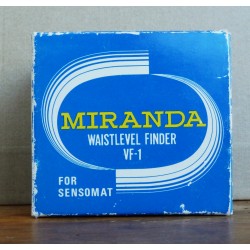 MIRANDA
WAISTLEVEL FINDER
VF-1
FOR
SENSOMAT